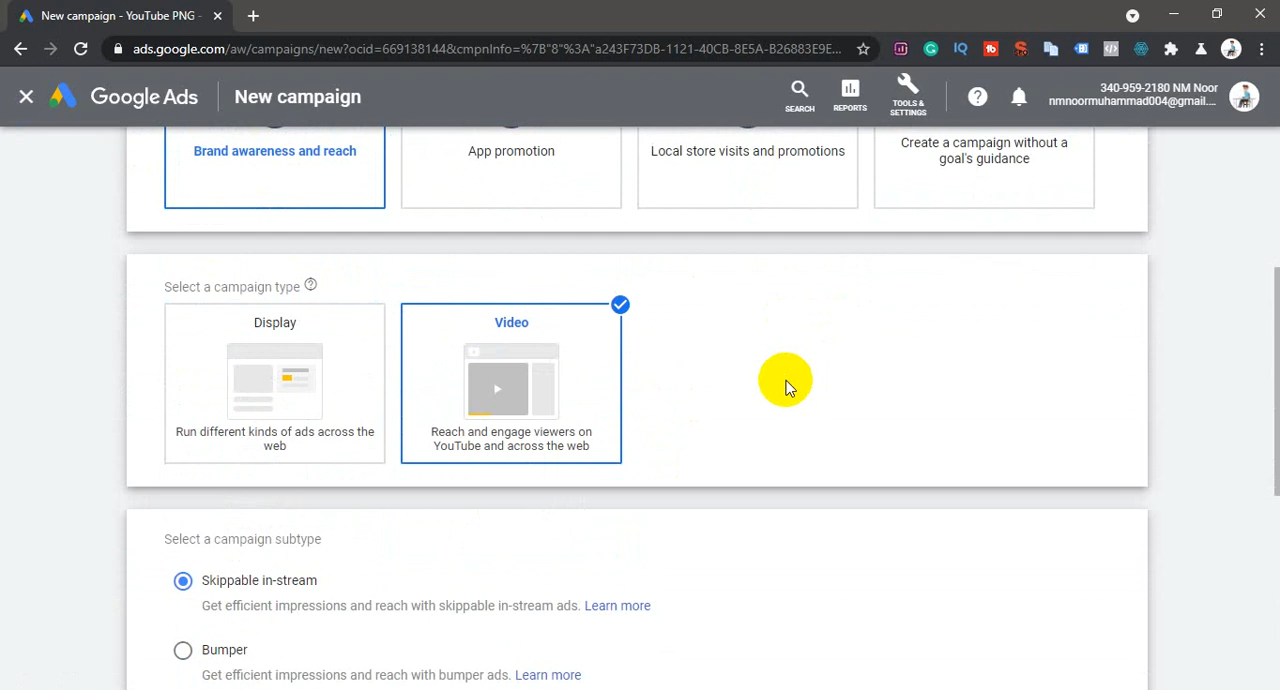 New campaign - YouTube PNG -
ads.google.com/aw/campaigns/new?ocid=669138144&cmpnInfo=%7B"8"%3A"a243F73DB-1121-40CB-8E5A-B26883E9E...
Google Ads
New campaign
SEARCH
REPORTS
TOOLS &
SETTINGS
340-959-2180 NM Noor
nmnoormuhammad004@gmail....
Brand awareness and reach
App promotion
Local store visits and promotions
Create a campaign without a
goal's guidance
Select a campaign type
Display
Run different kinds of ads across the
web
Video
Reach and engage viewers on
YouTube and across the web
Select a campaign subtype
Skippable in-stream
Get efficient impressions and reach with skippable in-stream ads. Learn more
Bumper
Get efficient impressions and reach with bumper ads. Learn more